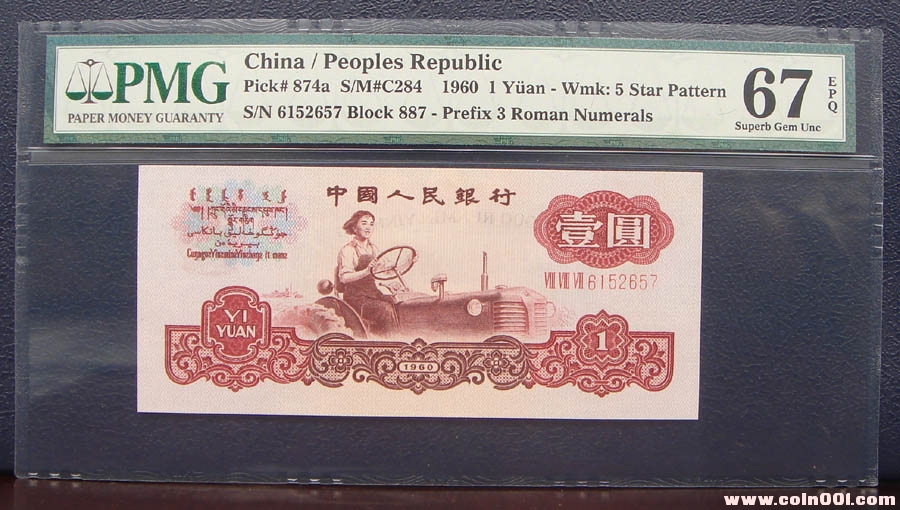 PMG
PAPER MONEY GUARANTY
China / Peoples Republic
Pick# 874a S/M#C284 1960 1 Yüan - Wmk: 5 Star Pattern
S/N 6152657 Block 887 - Prefix 3 Roman Numerals
67
EPQ
Superb Gem Unc
中國人民銀行
壹圓
VIII VIII VII 6152657
YI
YUAN
1960
1
www.coin001.com